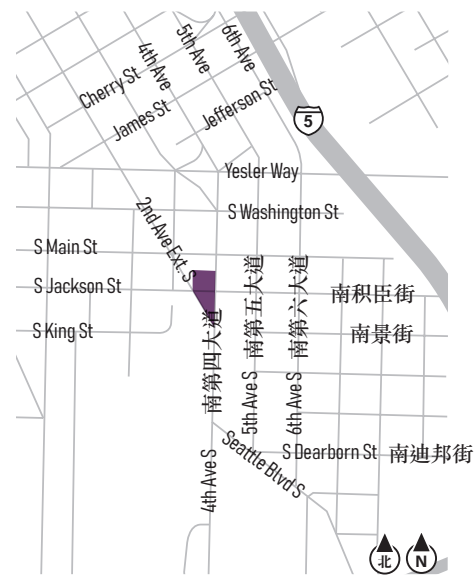 4th Ave
5th Ave
6th Ave
Cherry St
James St
Jefferson St
5
Yesler Way
2nd Ave Ext. S
S Washington St
S Main St
S Jackson St
南积臣街
S King St
南景街
南第四大道
南第五大道
南第六大道
5th Ave S
6th Ave S
4th Ave S
Seattle Blvd S
S Dearborn St 南迪邦街
北
N